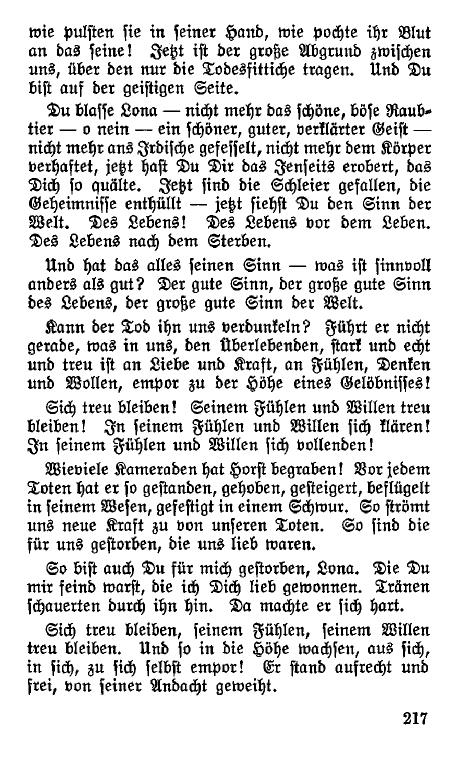 wie pulsten sie in seiner Hand, wie pochte ihr Blut
an das seine! Jetzt ist der große Abgrund zwischen
uns, über den nur die Todesfittiche tragen. Und Du
bist auf der geistigen Seite.
Du blasse Lona — nicht mehr das schöne, böse Raub-
tier — o nein — ein schöner, guter, verklärter Geist —
nicht mehr ans Irdische gefesselt, nicht mehr dem Körper
verhaftet, jetzt hast Du Dir das Jenseits erobert, das
Dich so quälte. Jetzt sind die Schleier gefallen, die
Geheimnisse enthüllt — jetzt siehst Du den Sinn der
Welt. Des Lebens! Des Lebens vor dem Leben.
Des Lebens nach dem Sterben.
Und hat das alles seinen Sinn — was ist sinnvoll
anders als gut? Der gute Sinn, der große gute Sinn
des Lebens, der große gute Sinn der Welt.
Kann der Tod ihn uns verdunkeln? Führt er nicht
gerade, was in uns, den Überlebenden, stark und echt
und treu ist an Liebe und Kraft, an Fühlen, Denken
und Wollen, empor zu der Höhe eines Gelöbnisses!
Sich treu bleiben! Seinem Fühlen und Willen treu
bleiben! In seinem Fühlen und Willen sich klären!
In seinem Fühlen und Willen sich vollenden!
Wieviele Kameraden hat Horst begraben! Vor jedem
Toten hat er so gestanden, gehoben, gesteigert, beflügelt
in seinem Wesen, gefestigt in einem Schwur. So strömt
uns neue Kraft zu von unseren Toten. So sind die
für uns gestorben, die uns lieb waren.
So bist auch Du für mich gestorben, Lona. Die Du
mir feind warst, die ich Dich lieb gewonnen. Tränen
schauerten durch ihn hin. Da machte er sich hart.
Sich treu bleiben, seinem Fühlen, seinem Willen
treu bleiben. Und so in die Höhe wachsen, aus sich,
in sich, zu sich selbst empor! Er stand aufrecht und
frei, von seiner Andacht geweiht.
217